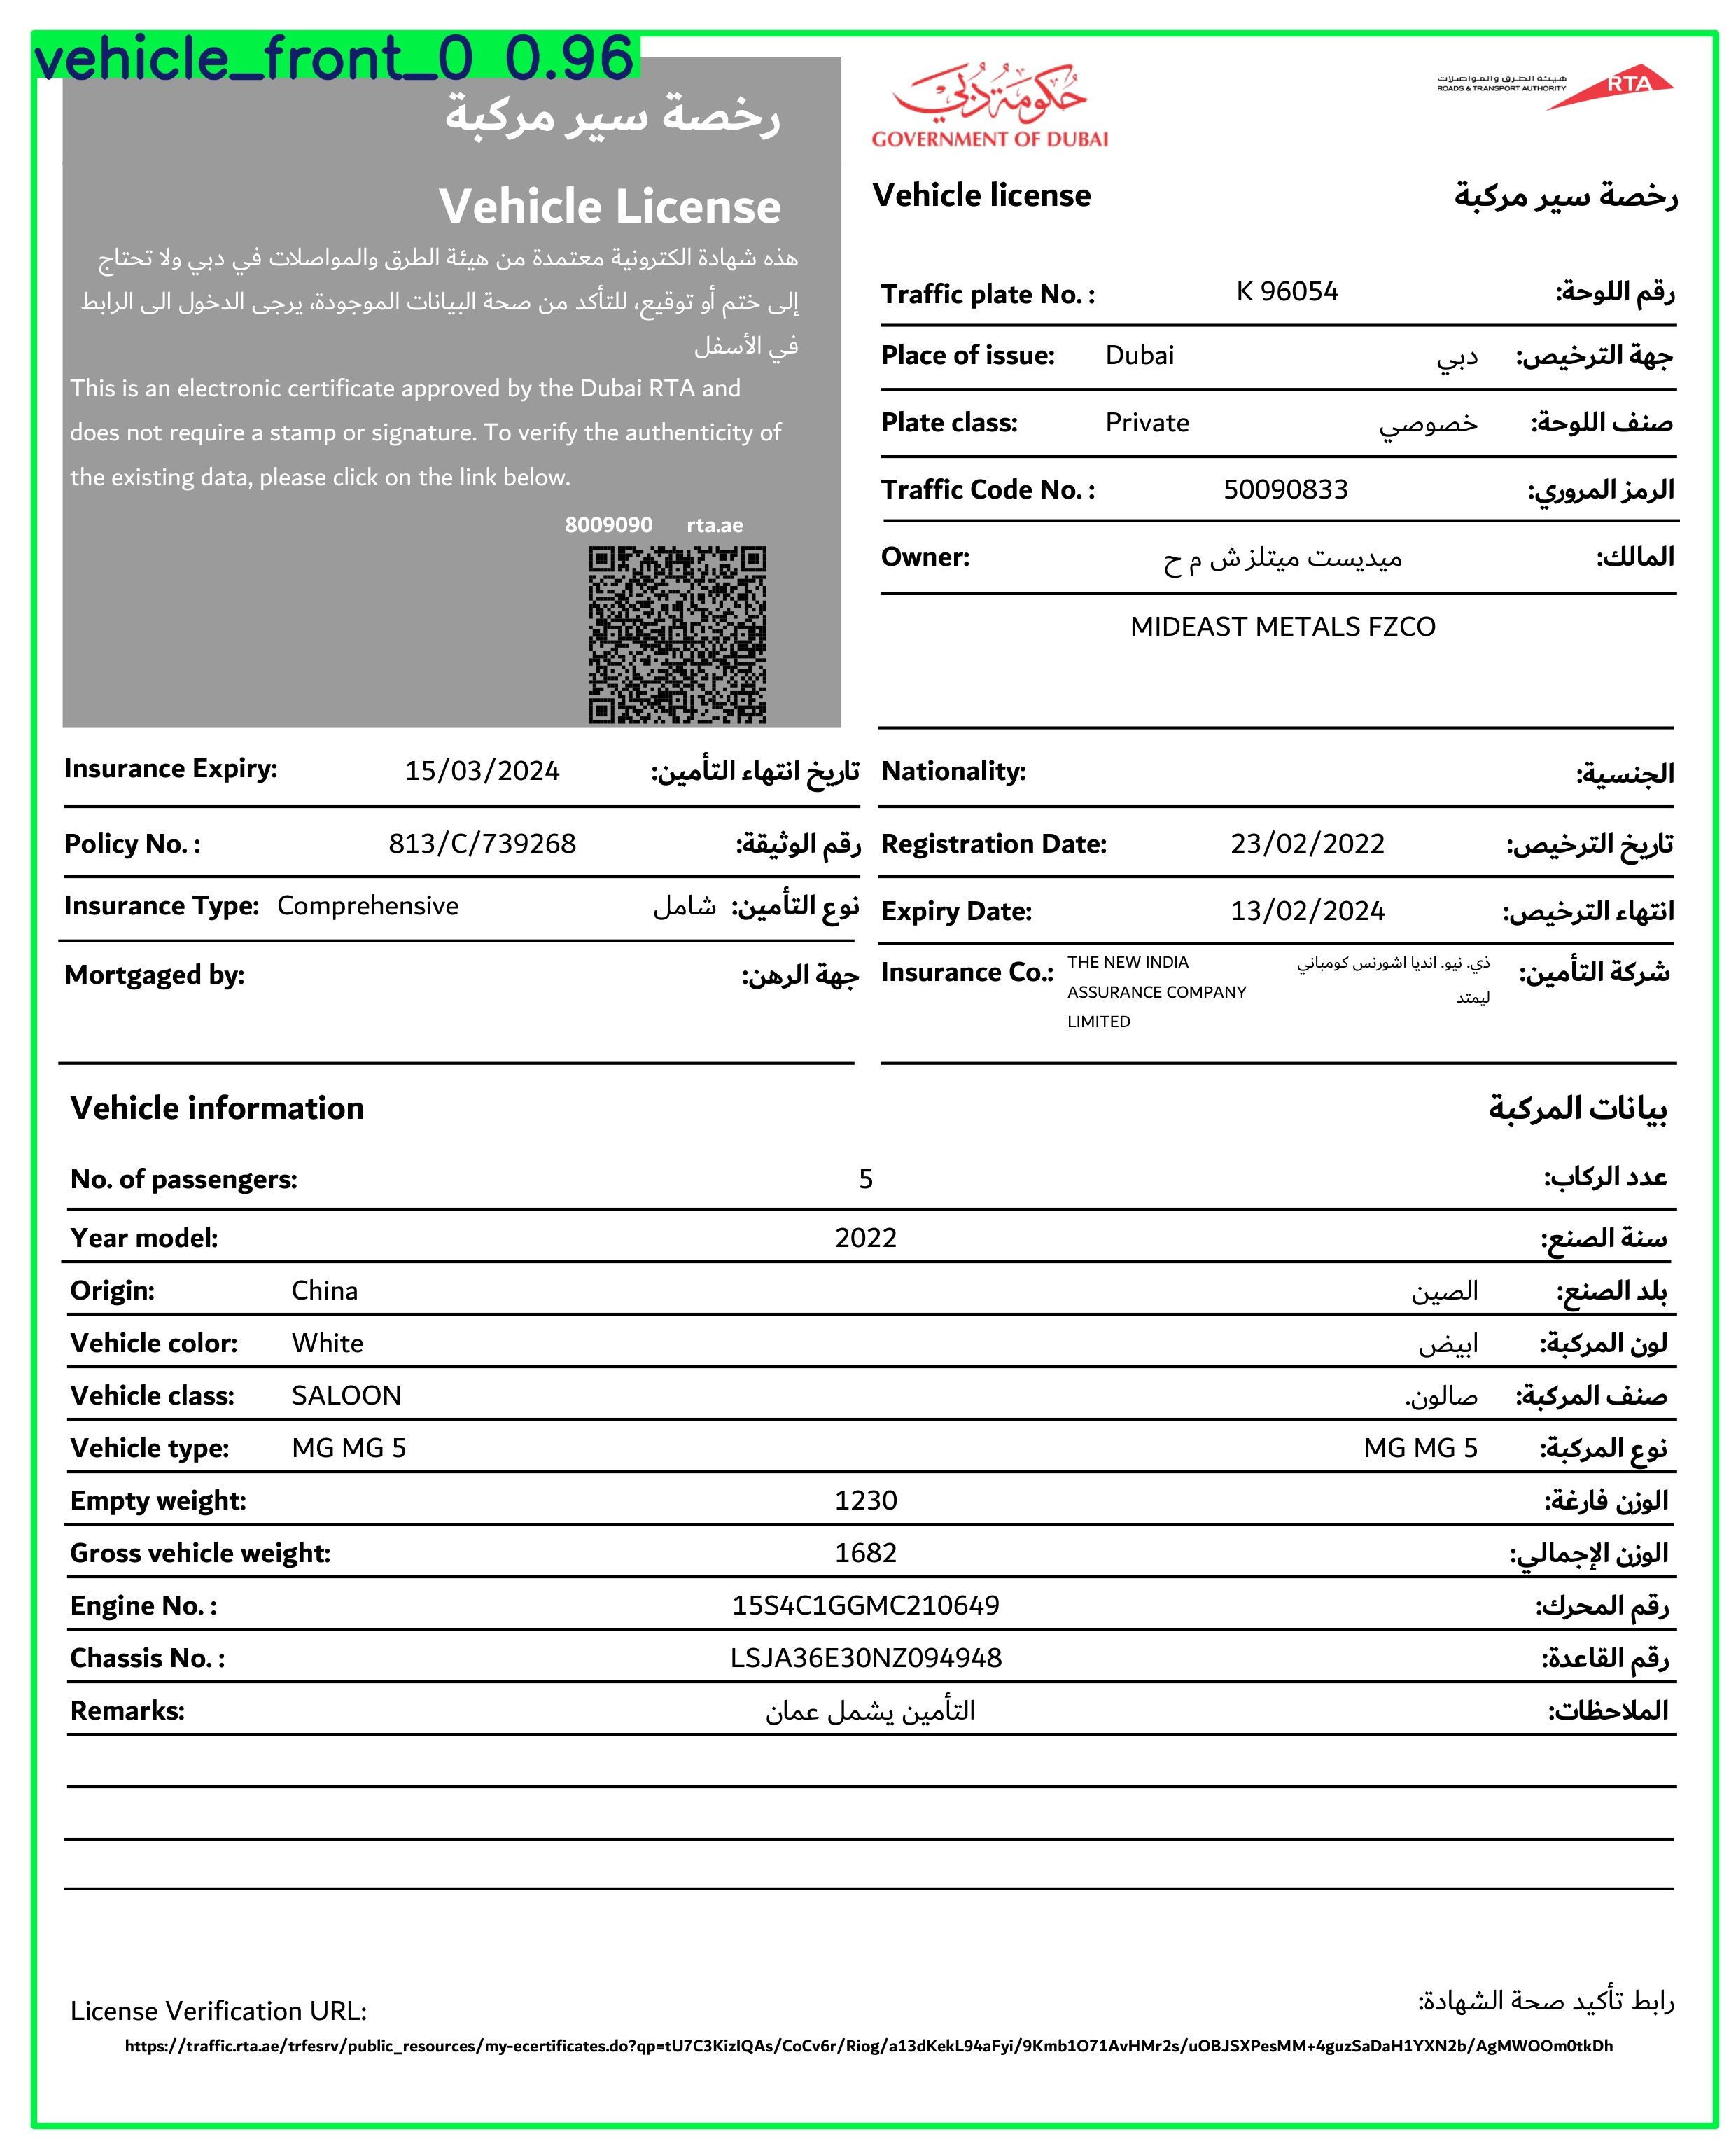 vehicle_front_0 0.96
رخصة سير مركبة
Vehicle License
هذه شهادة الكترونية معتمدة من هيئة الطرق والمواصلات في دبي ولا تحتاج
إلى ختم أو توقيع، للتأكد من صحة البيانات الموجودة، يرجى الدخول الى الرابط
في الأسفل
This is an electronic certificate approved by the Dubai RTA and
does not require a stamp or signature. To verify the authenticity of
the existing data, please click on the link below.
8009090 rta.ae
حكومة دبي
GOVERNMENT OF DUBAI
هيئة الطرق والمواصلات
ROADS & TRANSPORT AUTHORITY
RTA
Vehicle license رخصة سير مركبة
Traffic plate No. : K 96054 رقم اللوحة:
Place of issue: Dubai دبي جهة الترخيص:
Plate class: Private خصوصي صنف اللوحة:
Traffic Code No. : 50090833 الرمز المروري:
Owner: ميديست ميتلز ش م ح المالك:
MIDEAST METALS FZCO
Insurance Expiry: 15/03/2024 تاريخ انتهاء التأمين:
Policy No. : 813/C/739268 رقم الوثيقة:
Insurance Type: Comprehensive شامل نوع التأمين:
Mortgaged by: جهة الرهن:
Nationality: الجنسية:
Registration Date: 23/02/2022 تاريخ الترخيص:
Expiry Date: 13/02/2024 انتهاء الترخيص:
Insurance Co.: THE NEW INDIA ذي. نيو. انديا اشورنس كومباني شركة التأمين:
ASSURANCE COMPANY ليمتد
LIMITED
Vehicle information بيانات المركبة
No. of passengers: 5 عدد الركاب:
Year model: 2022 سنة الصنع:
Origin: China الصين بلد الصنع:
Vehicle color: White ابيض لون المركبة:
Vehicle class: SALOON صالون. صنف المركبة:
Vehicle type: MG MG 5 MG MG 5 نوع المركبة:
Empty weight: 1230 الوزن فارغة:
Gross vehicle weight: 1682 الوزن الإجمالي:
Engine No. : 15S4C1GGMC210649 رقم المحرك:
Chassis No. : LSJA36E30NZ094948 رقم القاعدة:
Remarks: التأمين يشمل عمان الملاحظات:
License Verification URL: رابط تأكيد صحة الشهادة:
https://traffic.rta.ae/trfesrv/public_resources/my-ecertificates.do?qp=tU7C3KizIQAs/CoCv6r/Riog/a13dKekL94aFyi/9Kmb1O71AvHMr2s/uOBJSXPesMM+4guzSaDaH1YXN2b/AgMWOOm0tkDh